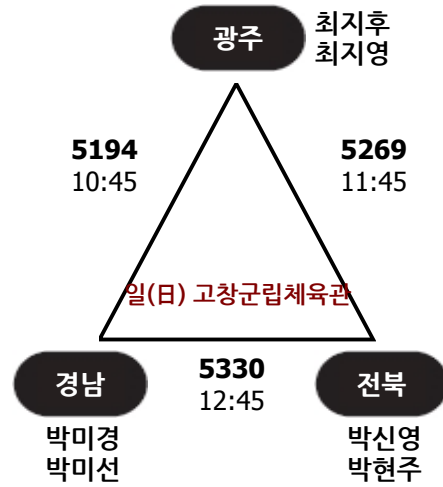 광주
최지후
최지영
5194
10:45
5269
11:45
일(日) 고창군립체육관
경남
5330
12:45
전북
박미경
박미선
박신영
박현주